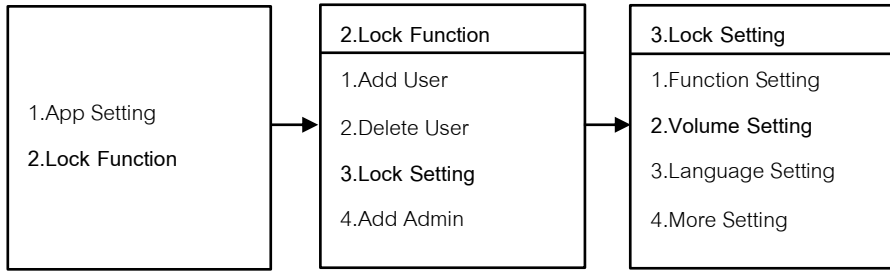 1.App Setting
2.Lock Function
2.Lock Function
1.Add User
2.Delete User
3.Lock Setting
4.Add Admin
3.Lock Setting
1.Function Setting
2.Volume Setting
3.Language Setting
4.More Setting